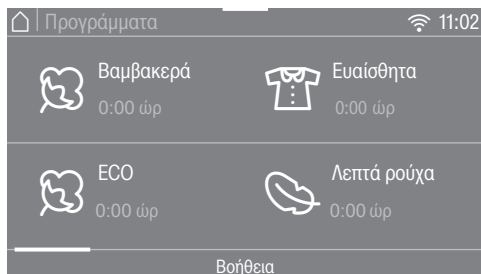 Προγράμματα 11:02
Βαμβακερά
0:00 ώρ
Ευαίσθητα
0:00 ώρ
ECO
0:00 ώρ
Λεπτά ρούχα
0:00 ώρ
Βοήθεια